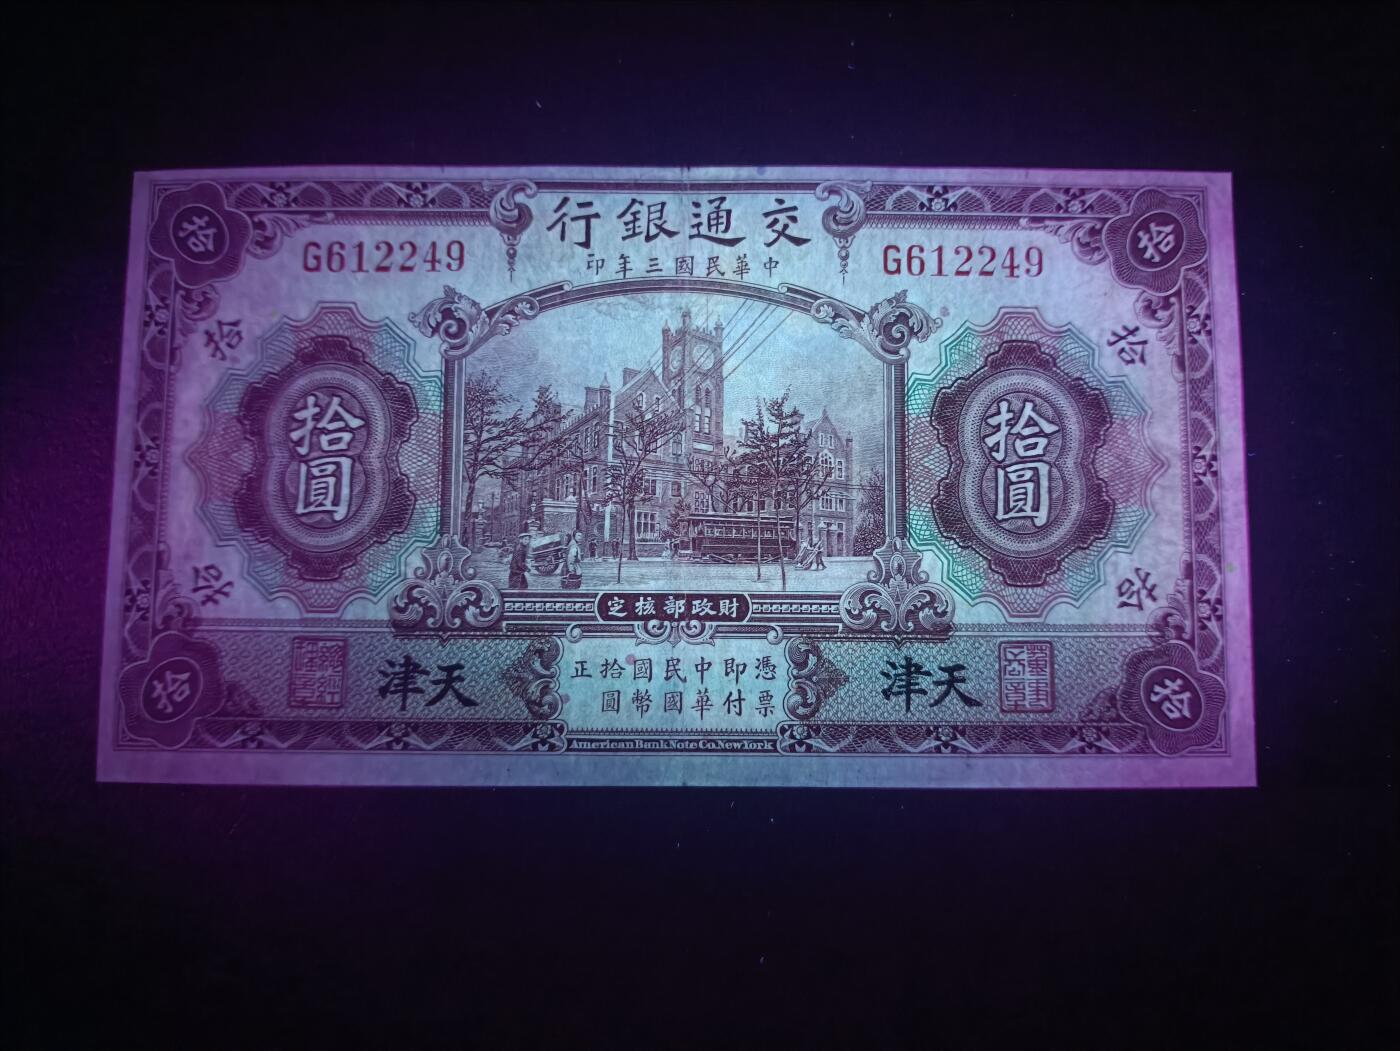 交通銀行
中華民國三年印
G612249
G612249
拾
拾
拾
拾
拾圓
拾圓
拾
拾
財政部核定
天津
天津
憑票即付中華民國國幣拾圓正
拾
拾
American Bank Note Co. New York